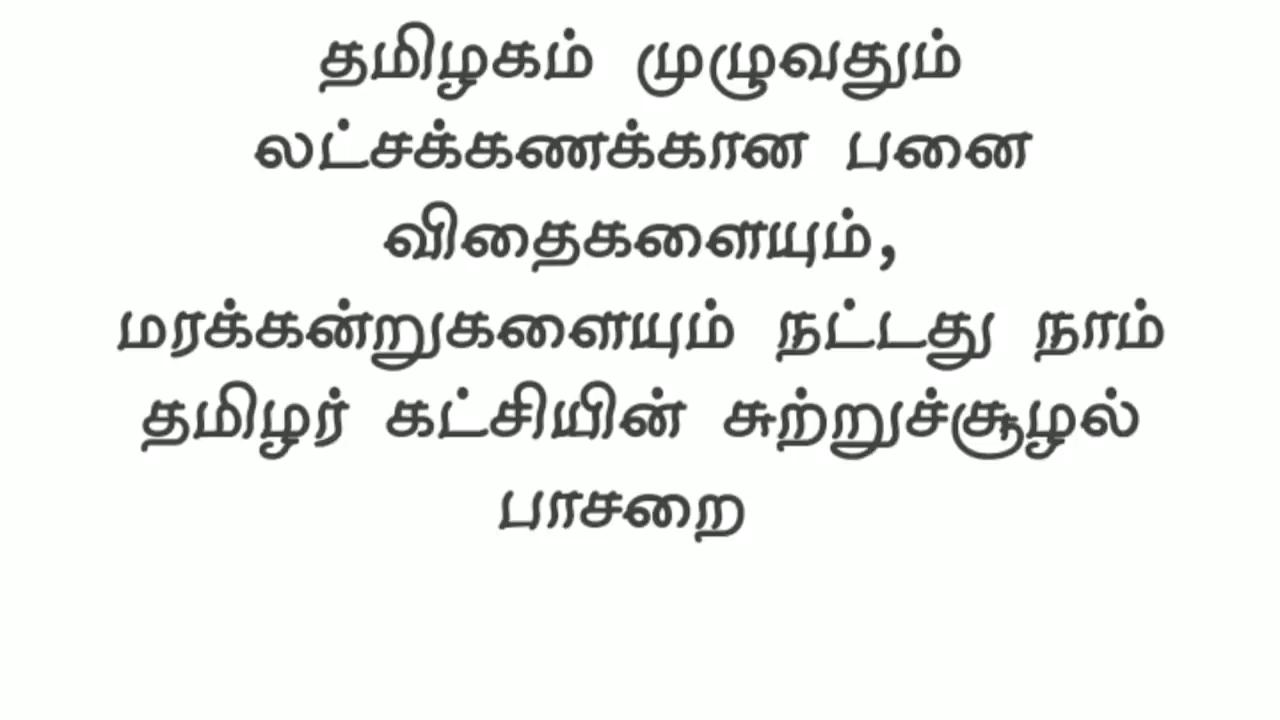 தமிழகம் முழுவதும்
லட்சக்கணக்கான பனை
விதைகளையும்,
மரக்கன்றுகளையும் நட்டது நாம்
தமிழர் கட்சியின் சுற்றுச்சூழல்
பாசறை